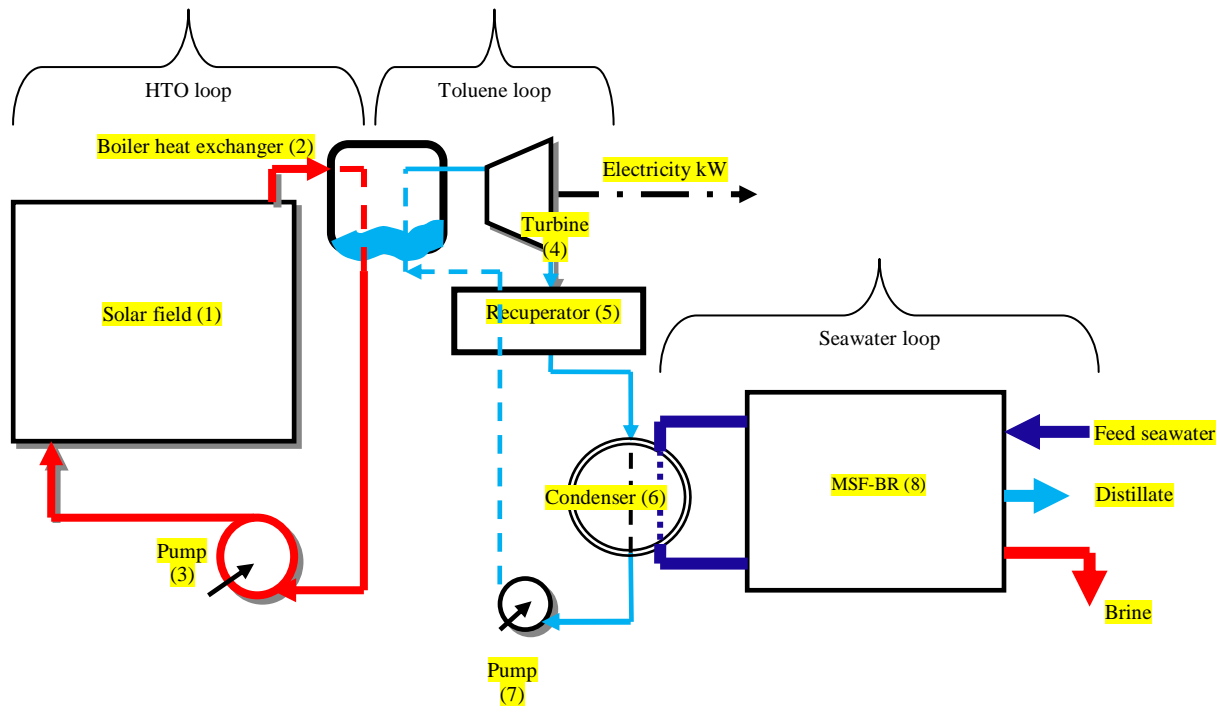 HTO loop
Toluene loop
Boiler heat exchanger (2)
Electricity kW
Turbine
(4)
Solar field (1)
Recuperator (5)
Seawater loop
Feed seawater
MSF-BR (8)
Condenser (6)
Distillate
Pump
(3)
Brine
Pump
(7)